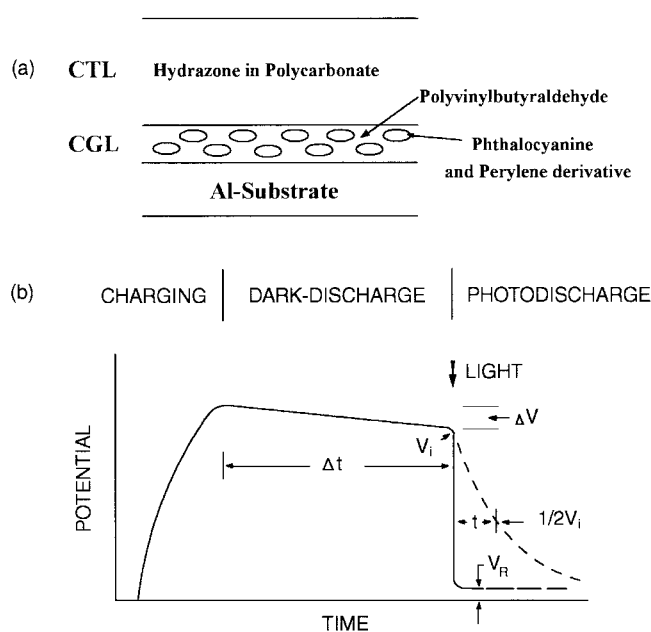 (a)
CTL
Hydrazone in Polycarbonate
Polyvinylbutyraldehyde
CGL
Phthalocyanine
and Perylene derivative
Al-Substrate
(b)
CHARGING
DARK-DISCHARGE
PHOTODISCHARGE
LIGHT
ΔV
Vi
Δt
t
1/2Vi
VR
POTENTIAL
TIME